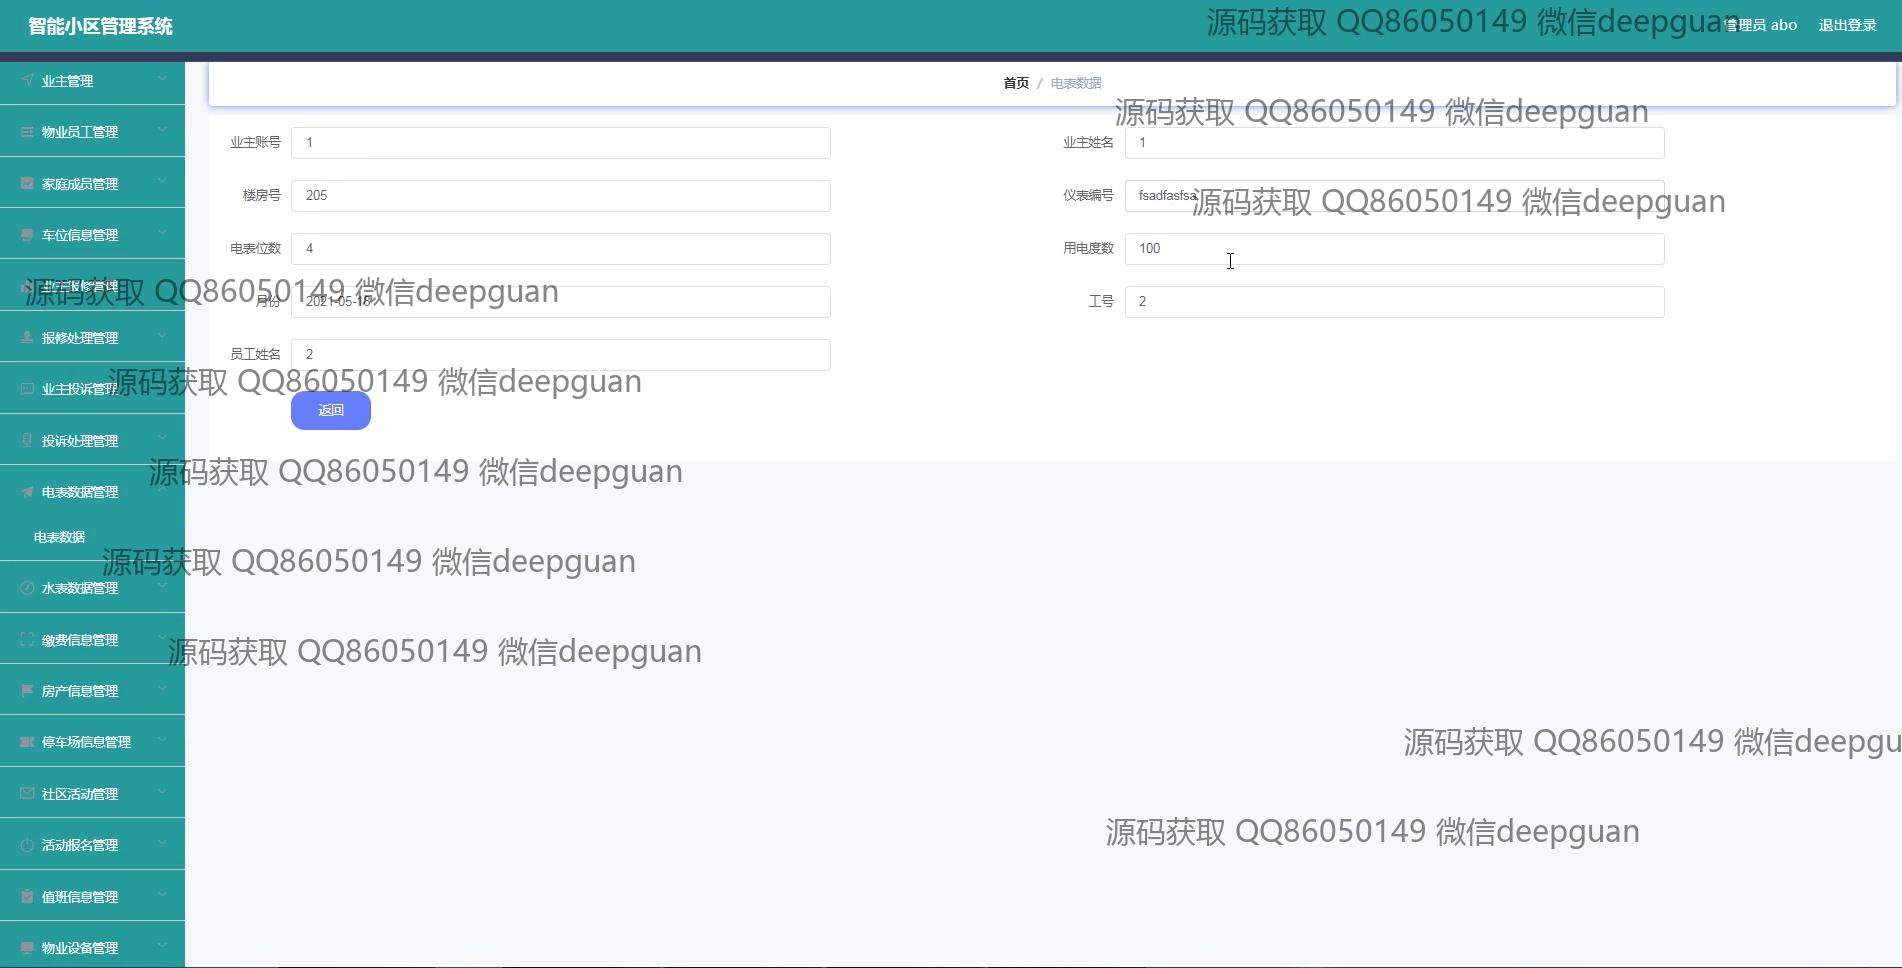 智能小区管理系统
源码获取 QQ86050149 微信deepguan
管理员 abo
退出登录
业主管理
首页 / 电表数据
源码获取 QQ86050149 微信deepguan
物业员工管理
业主账号 1
业主姓名 1
家庭成员管理
楼房号 205
仪表编号 fsadfasfsa
源码获取 QQ86050149 微信deepguan
车位信息管理
电表位数 4
用电度数 100
业主报修管理
源码获取 QQ86050149 微信deepguan
月份 2021-05-18
工号 2
报修处理管理
员工姓名 2
业主投诉管理
源码获取 QQ86050149 微信deepguan
返回
投诉处理管理
源码获取 QQ86050149 微信deepguan
电表数据管理
电表数据
源码获取 QQ86050149 微信deepguan
水表数据管理
缴费信息管理
源码获取 QQ86050149 微信deepguan
房产信息管理
停车场信息管理
源码获取 QQ86050149 微信deepgu
社区活动管理
源码获取 QQ86050149 微信deepguan
活动报名管理
值班信息管理
物业设备管理